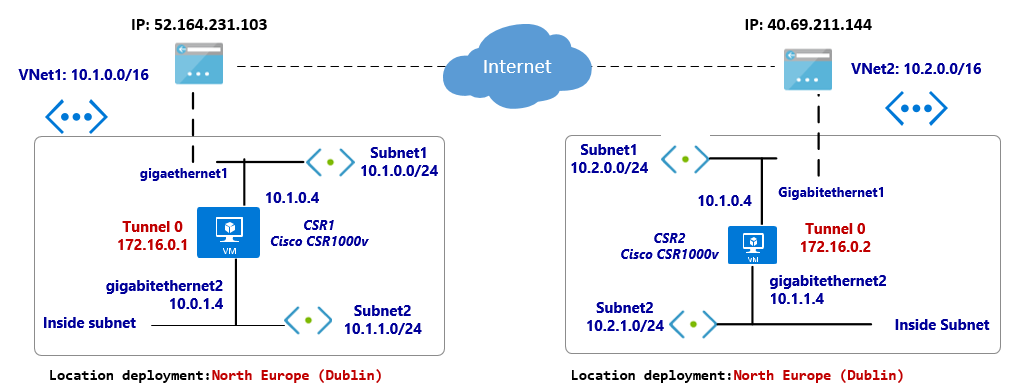 IP: 52.164.231.103
VNet1: 10.1.0.0/16
gigaethernet1
Subnet1
10.1.0.0/24
10.1.0.4
Tunnel 0
172.16.0.1
VM
CSR1
Cisco CSR1000v
gigabitethernet2
10.0.1.4
Inside subnet
Subnet2
10.1.1.0/24
Location deployment:North Europe (Dublin)
Internet
IP: 40.69.211.144
VNet2: 10.2.0.0/16
Subnet1
10.2.0.0/24
Gigabitethernet1
10.1.0.4
CSR2
Cisco CSR1000v
VM
Tunnel 0
172.16.0.2
gigabitethernet2
10.1.1.4
Subnet2
10.2.1.0/24
Inside Subnet
Location deployment:North Europe (Dublin)